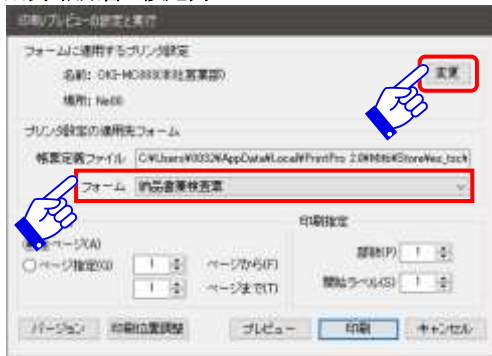 印刷/プレビューの設定と実行
フォームに適用するプリンタ設定
名前: OKI-MC883(本社営業部)
変更
場所: Ne00
プリンタ設定の適用先フォーム
帳票定義ファイル
フォーム 納品書兼検査票
印刷指定
ページ(A)
ページ指定(G) 1 ページから(F)
1 ページまで(T)
部数(P) 1
開始ラベル(S) 1
バージョン 印刷位置調整 プレビュー 印刷 キャンセル